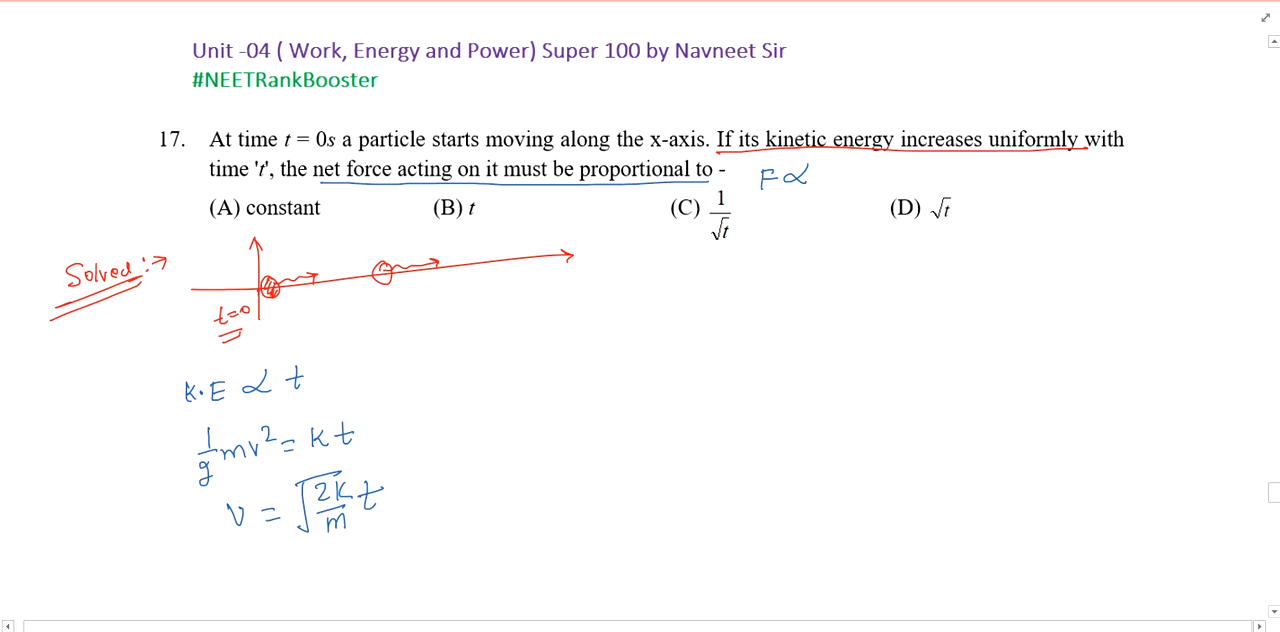 Unit -04 ( Work, Energy and Power) Super 100 by Navneet Sir
#NEETRankBooster
17. At time t = 0s a particle starts moving along the x-axis. If its kinetic energy increases uniformly with
time 't', the net force acting on it must be proportional to - F∝
(A) constant (B) t (C) 1/√t (D) √t
Solved:→
t=0
K.E ∝ t
1/2 mv² = kt
v = √(2k/m t)